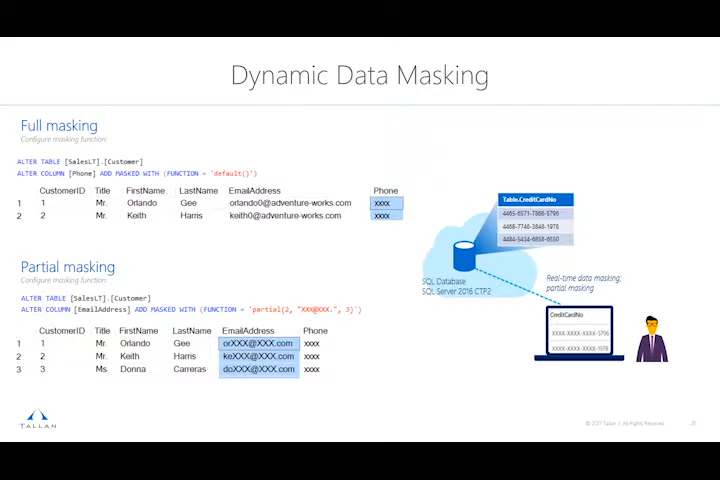 Dynamic Data Masking
Full masking
Configure masking function:
ALTER TABLE [SalesLT].[Customer]
ALTER COLUMN [Phone] ADD MASKED WITH (FUNCTION = 'default()')
CustomerID Title FirstName LastName EmailAddress Phone
1 1 Mr. Orlando Gee orlando0@adventure-works.com xxxx
2 2 Mr. Keith Harris keith0@adventure-works.com xxxx
Partial masking
Configure masking function:
ALTER TABLE [SalesLT].[Customer]
ALTER COLUMN [EmailAddress] ADD MASKED WITH (FUNCTION = 'partial(2, "XXX@XXX.", 3)')
CustomerID Title FirstName LastName EmailAddress Phone
1 1 Mr. Orlando Gee orXXX@XXX.com xxxx
2 2 Mr. Keith Harris keXXX@XXX.com xxxx
3 3 Ms. Donna Carreras doXXX@XXX.com xxxx
Table.CreditCardNo
4465-6571-7868-5796
4468-7746-3848-1978
4484-5434-6858-6550
SQL Database
SQL Server 2016 CTP2
Real-time data masking;
partial masking
CreditCardNo
XXXX-XXXX-XXXX-5796
XXXX-XXXX-XXXX-1978
TALLAN
© 2017 Tallan | All Rights Reserved